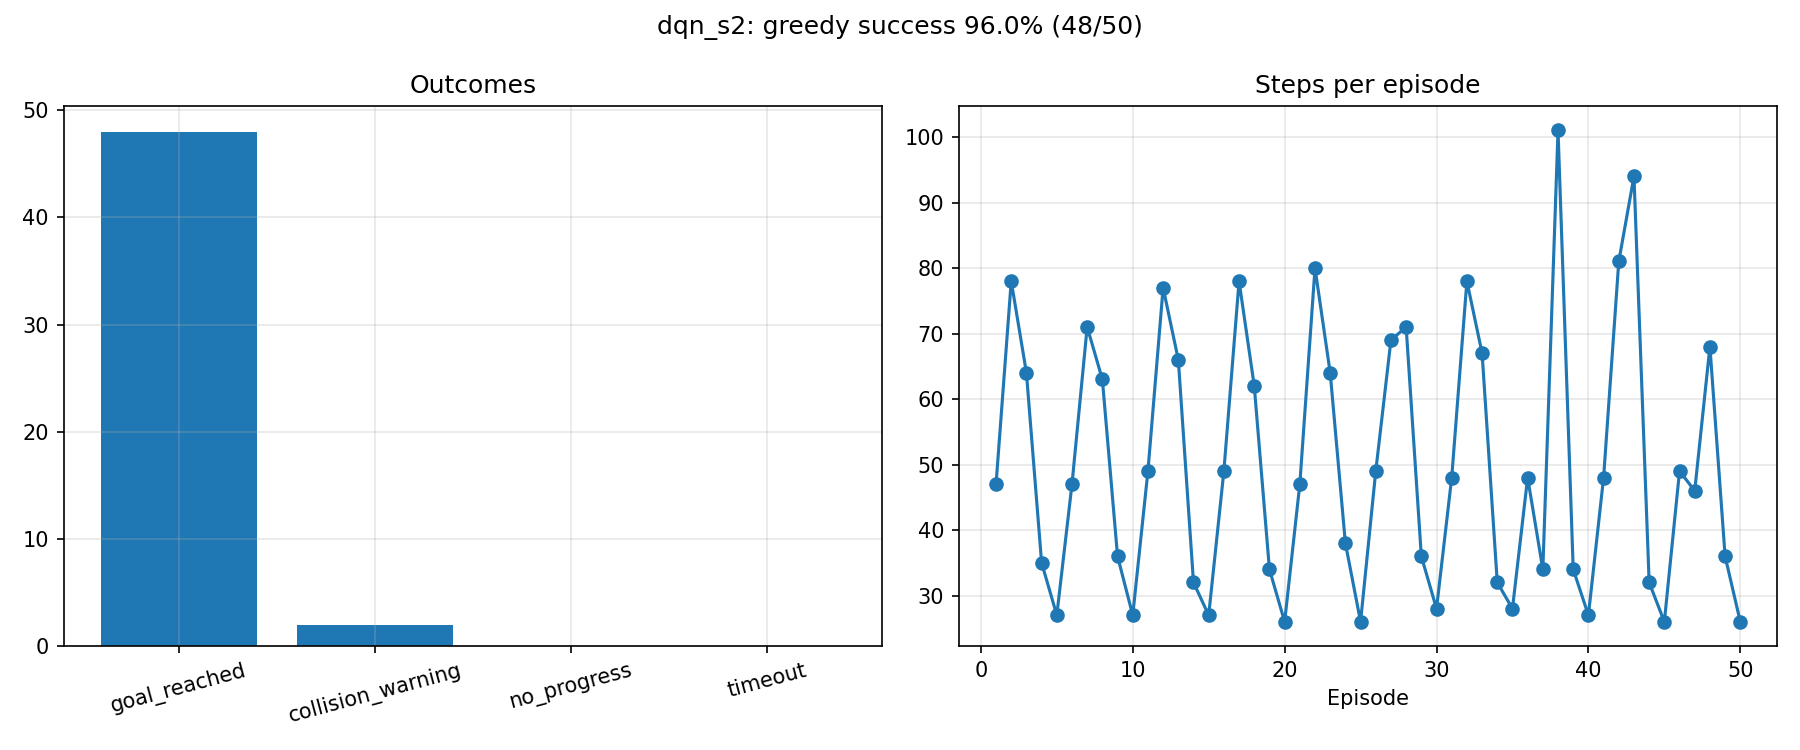 dqn_s2: greedy success 96.0% (48/50)
Outcomes
50
40
30
20
10
0
goal_reached
collision_warning
no_progress
timeout
Steps per episode
100
90
80
70
60
50
40
30
0
10
20
30
40
50
Episode